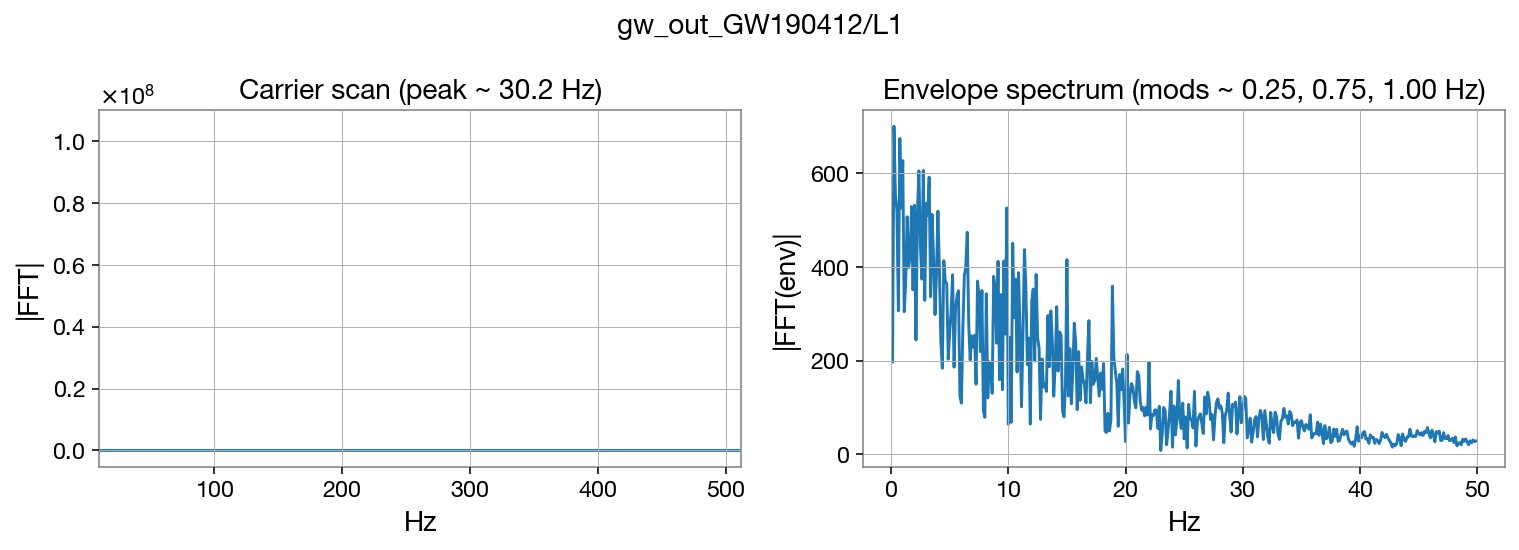 gw_out_GW190412/L1
Carrier scan (peak ~ 30.2 Hz)
×10⁸
1.0
0.8
0.6
0.4
0.2
0.0
|FFT|
100 200 300 400 500
Hz
Envelope spectrum (mods ~ 0.25, 0.75, 1.00 Hz)
600
400
200
0
|FFT(env)|
0 10 20 30 40 50
Hz